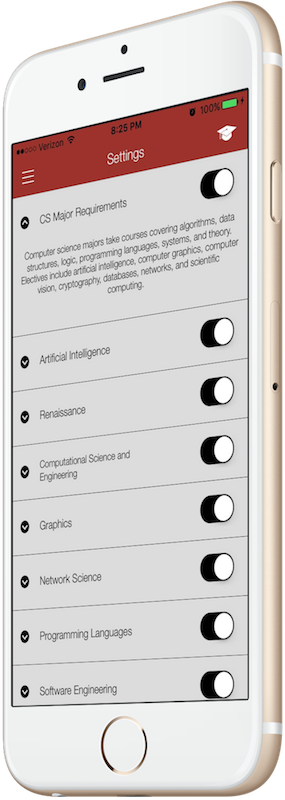 Verizon 8:25 PM 100%
Settings
CS Major Requirements
Computer science majors take courses covering algorithms, data
structures, logic, programming languages, systems, and theory.
Electives include artificial intelligence, computer graphics, computer
vision, cryptography, databases, networks, and scientific
computing.
Artificial Intelligence
Renaissance
Computational Science and
Engineering
Graphics
Network Science
Programming Languages
Software Engineering